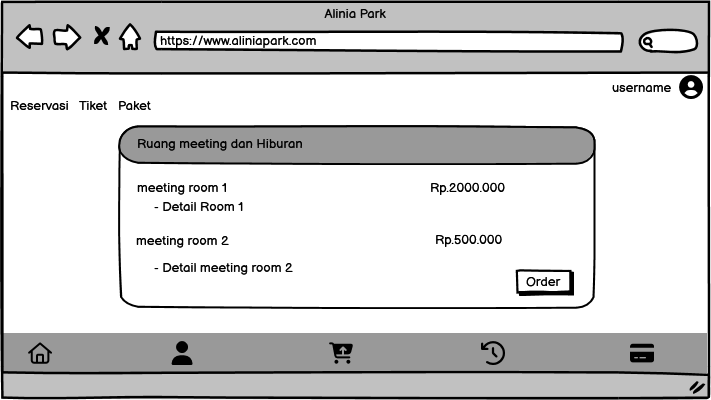 Alinia Park
https://www.aliniapark.com
username
Reservasi Tiket Paket
Ruang meeting dan Hiburan
meeting room 1 Rp.2000.000
- Detail Room 1
meeting room 2 Rp.500.000
- Detail meeting room 2
Order